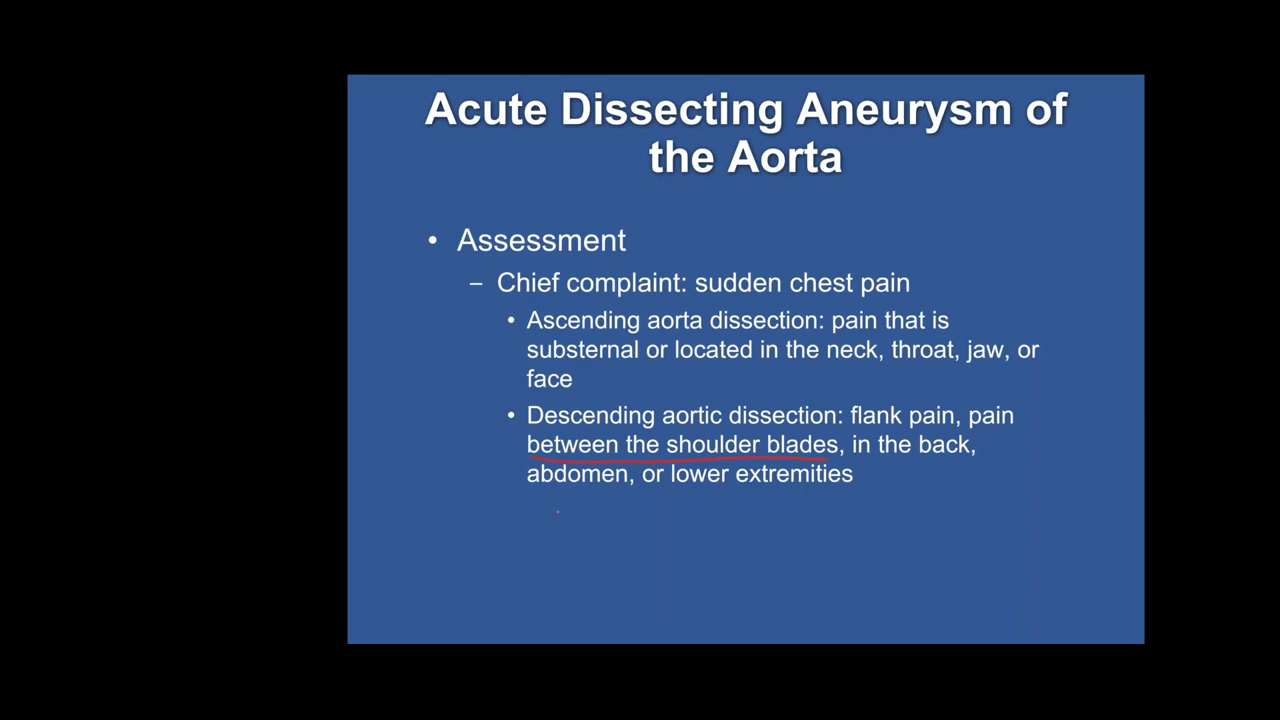 Acute Dissecting Aneurysm of
the Aorta
• Assessment
– Chief complaint: sudden chest pain
• Ascending aorta dissection: pain that is
substernal or located in the neck, throat, jaw, or
face
• Descending aortic dissection: flank pain, pain
between the shoulder blades, in the back,
abdomen, or lower extremities